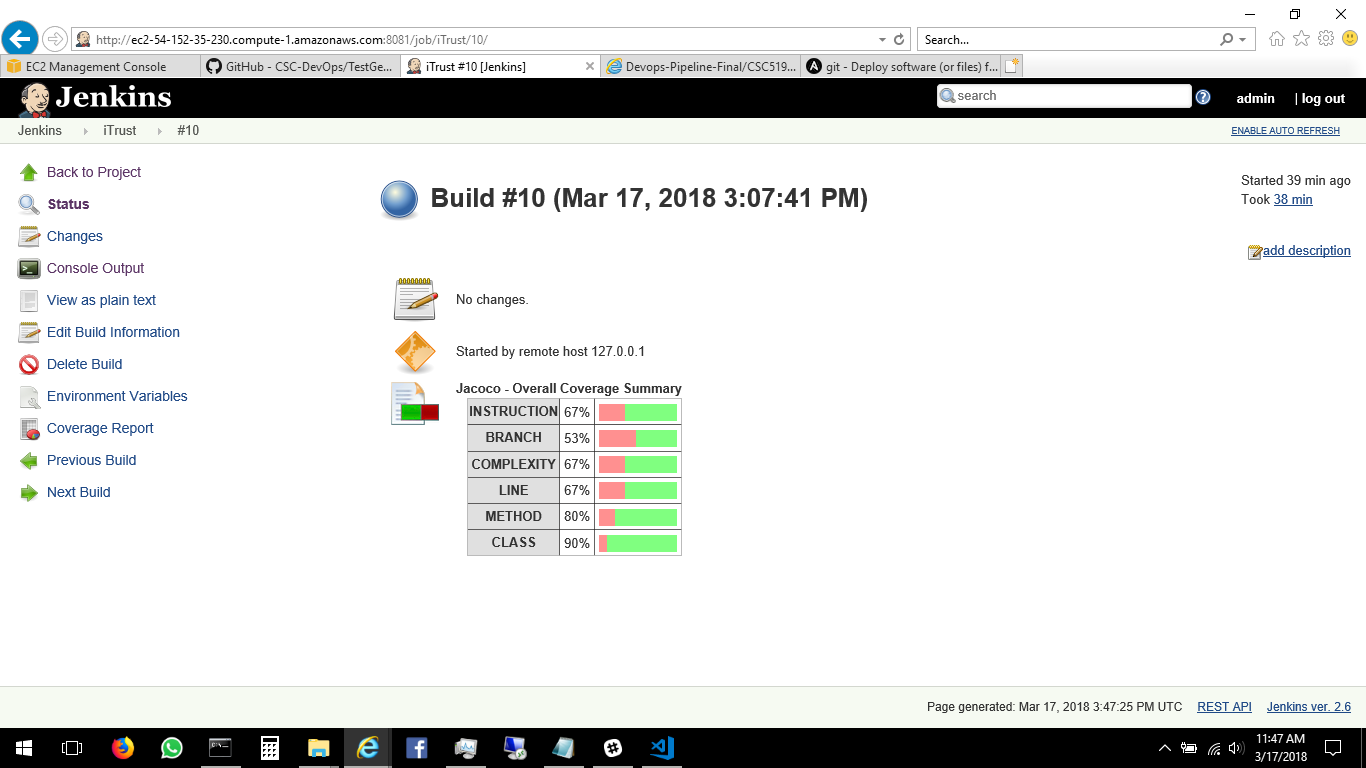 http://ec2-54-152-35-230.compute-1.amazonaws.com:8081/job/iTrust/10/
Search...
EC2 Management Console
GitHub - CSC-DevOps/TestGe...
iTrust #10 [Jenkins]
Devops-Pipeline-Final/CSC519...
git - Deploy software (or files) f...
Jenkins
search
admin
| log out
Jenkins
iTrust
#10
ENABLE AUTO REFRESH
Back to Project
Status
Changes
Console Output
View as plain text
Edit Build Information
Delete Build
Environment Variables
Coverage Report
Previous Build
Next Build
Build #10 (Mar 17, 2018 3:07:41 PM)
Started 39 min ago
Took 38 min
add description
No changes.
Started by remote host 127.0.0.1
Jacoco - Overall Coverage Summary
INSTRUCTION 67%
BRANCH 53%
COMPLEXITY 67%
LINE 67%
METHOD 80%
CLASS 90%
Page generated: Mar 17, 2018 3:47:25 PM UTC
REST API
Jenkins ver. 2.6
11:47 AM
3/17/2018